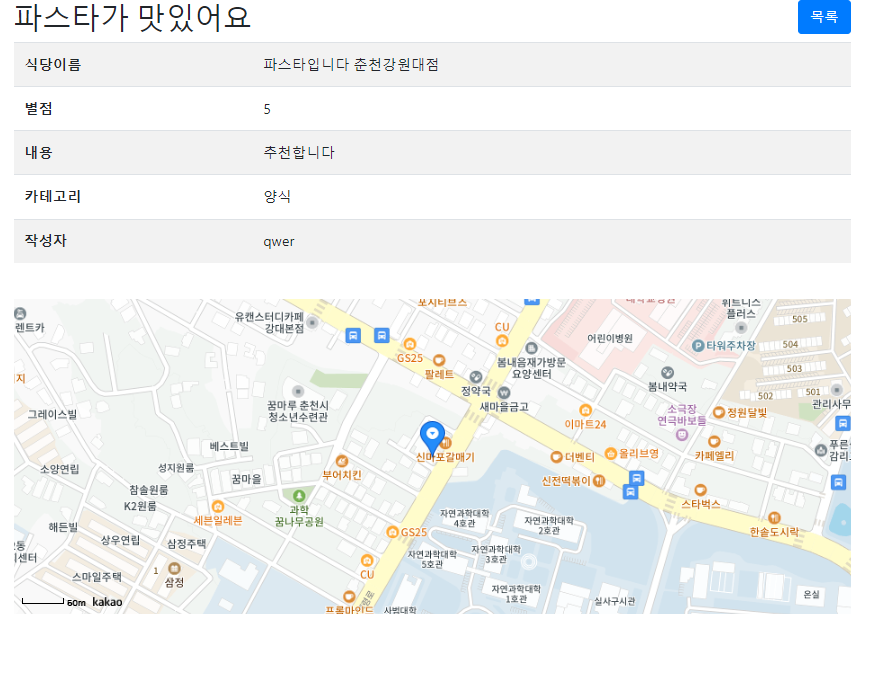 파스타가 맛있어요
목록
식당이름 파스타입니다 춘천강원대점
별점 5
내용 추천합니다
카테고리 양식
작성자 qwer
포시티브스
위트니스
플러스
렌트카
유캔스터디카페
강대본점
505
CU
어린이병원
타워주차장
504
GS25
팔레트
봄내음재가방문
요양센터
503
정약국
봄내약국
502
501
꿈마루 춘천시
청소년수련관
새마을금고
관리사무
그레이스빌
소극장
연극바보들
정원달빛
이마트24
베스트빌
신마포갈매기
더벤티
올리브영
카페엘리
푸른
감리
소양연립
성지원룸
꿈마을
부어치킨
신전떡볶이
참솔원룸
K2원룸
과학
꿈나무공원
스타벅스
세븐일레븐
자연과학대학
4호관
자연과학대학
2호관
해든빌
상우연립
삼정주택
GS25
한솥도시락
자연과학대학
5호관
자연과학대학
3호관
센터
스마일주택
1
삼정
CU
자연과학대학
1호관
온실
60m kakao
프롬마인드
사범대학
실사구시관